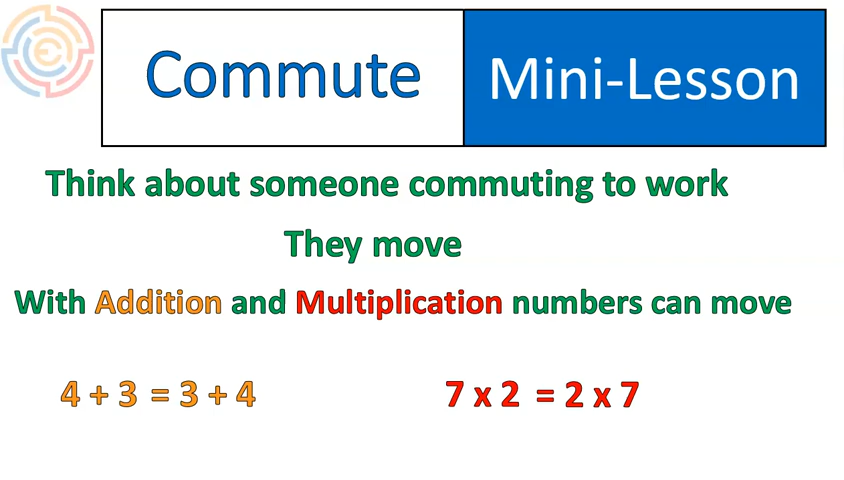 Commute Mini-Lesson
Think about someone commuting to work
They move
With Addition and Multiplication numbers can move
4 + 3 = 3 + 4 7 x 2 = 2 x 7